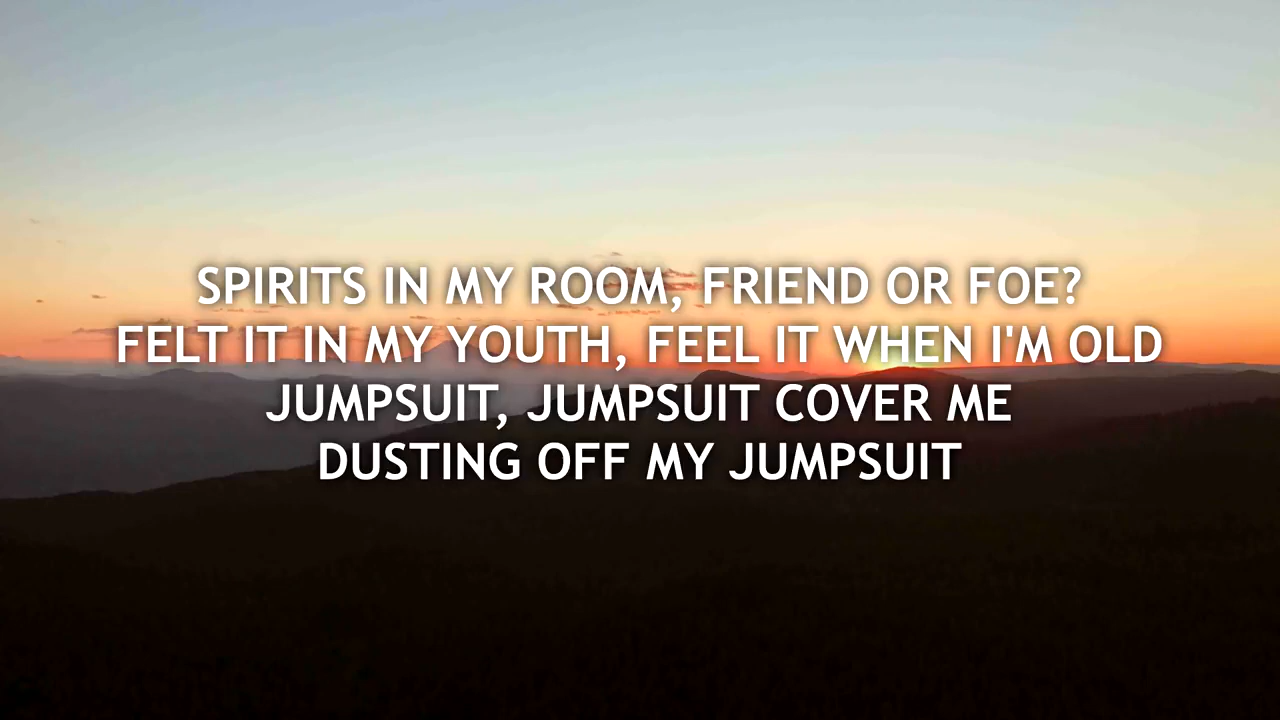 SPIRITS IN MY ROOM, FRIEND OR FOE?
FELT IT IN MY YOUTH, FEEL IT WHEN I'M OLD
JUMPSUIT, JUMPSUIT COVER ME
DUSTING OFF MY JUMPSUIT